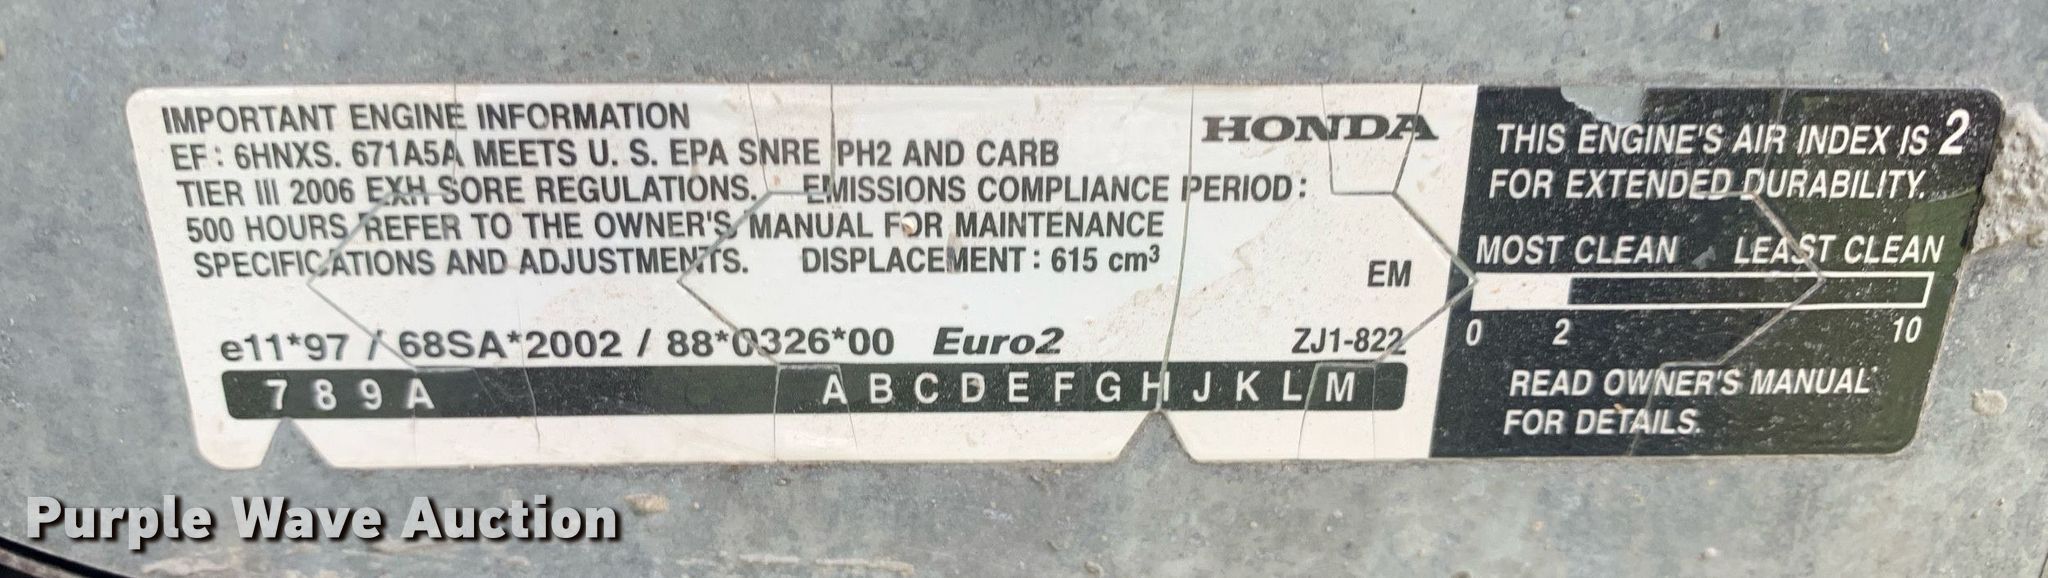 IMPORTANT ENGINE INFORMATION
EF: 6HNXS. 671A5A MEETS U. S. EPA SNRE PH2 AND CARB
TIER III 2006 EXH SORE REGULATIONS. EMISSIONS COMPLIANCE PERIOD:
500 HOURS REFER TO THE OWNER'S MANUAL FOR MAINTENANCE
SPECIFICATIONS AND ADJUSTMENTS. DISPLACEMENT: 615 cm³
HONDA
EM
e11*97 / 68SA*2002 / 88*0326*00 Euro2 ZJ1-822
7 8 9 A A B C D E F G H J K L M
THIS ENGINE'S AIR INDEX IS 2
FOR EXTENDED DURABILITY.
MOST CLEAN LEAST CLEAN
0 2 10
READ OWNER'S MANUAL
FOR DETAILS.
Purple Wave Auction